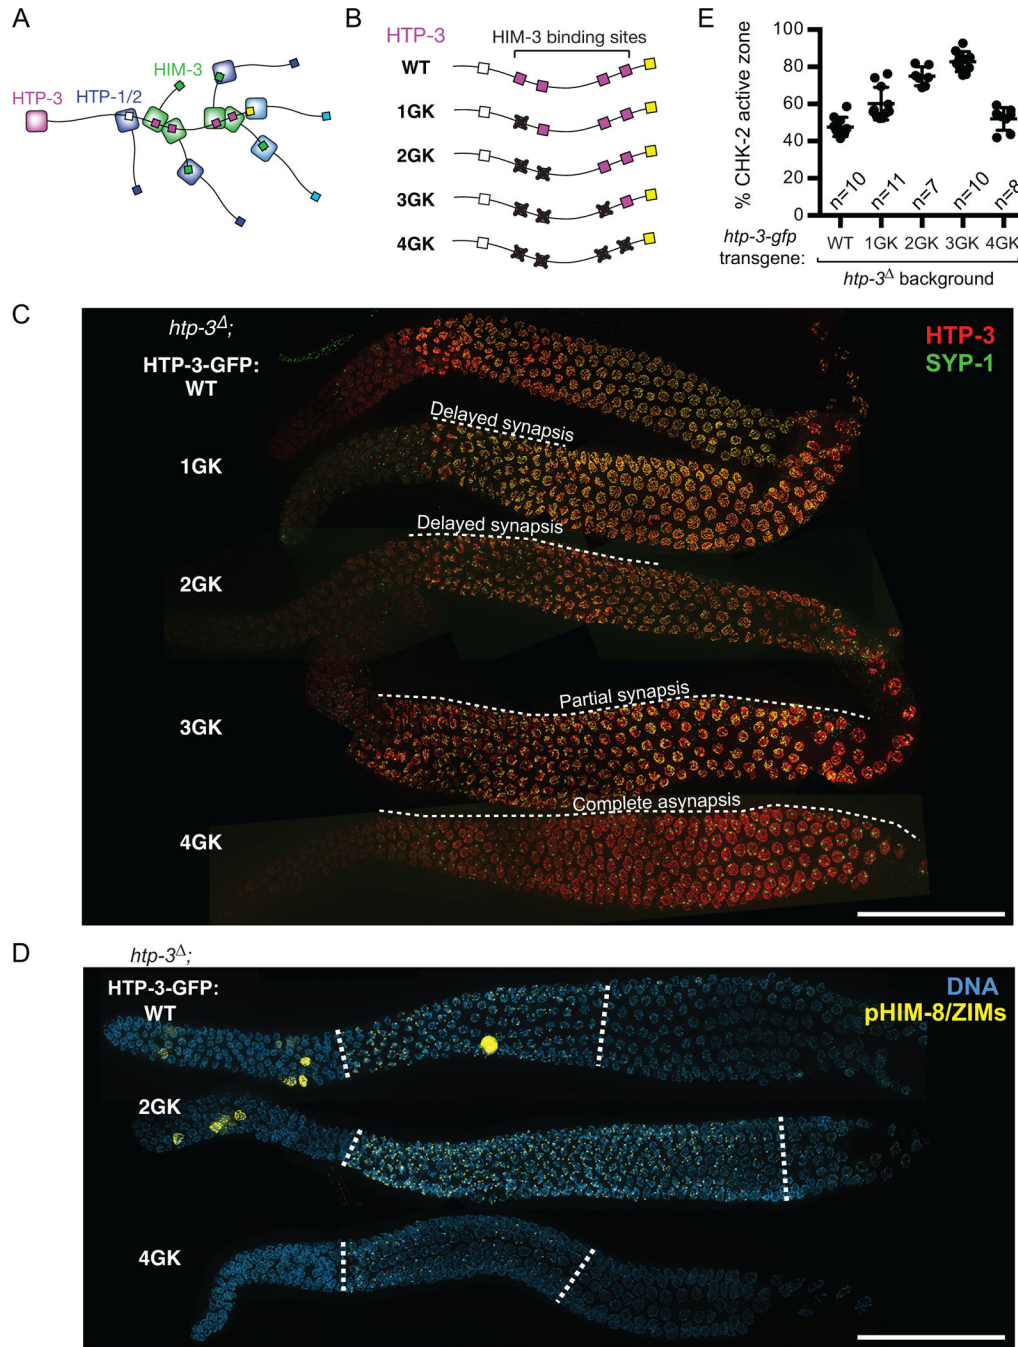 A
HIM-3
HTP-3
HTP-1/2
B
HTP-3
HIM-3 binding sites
WT
1GK
2GK
3GK
4GK
E
% CHK-2 active zone
100
80
60
40
20
0
n=10
n=11
n=7
n=10
n=8
htp-3-gfp
transgene:
WT
1GK
2GK
3GK
4GK
htp-3Δ background
C
htp-3Δ;
HTP-3-GFP:
WT
HTP-3
SYP-1
Delayed synapsis
1GK
Delayed synapsis
2GK
Partial synapsis
3GK
Complete asynapsis
4GK
D
htp-3Δ;
HTP-3-GFP:
WT
DNA
pHIM-8/ZIMs
2GK
4GK